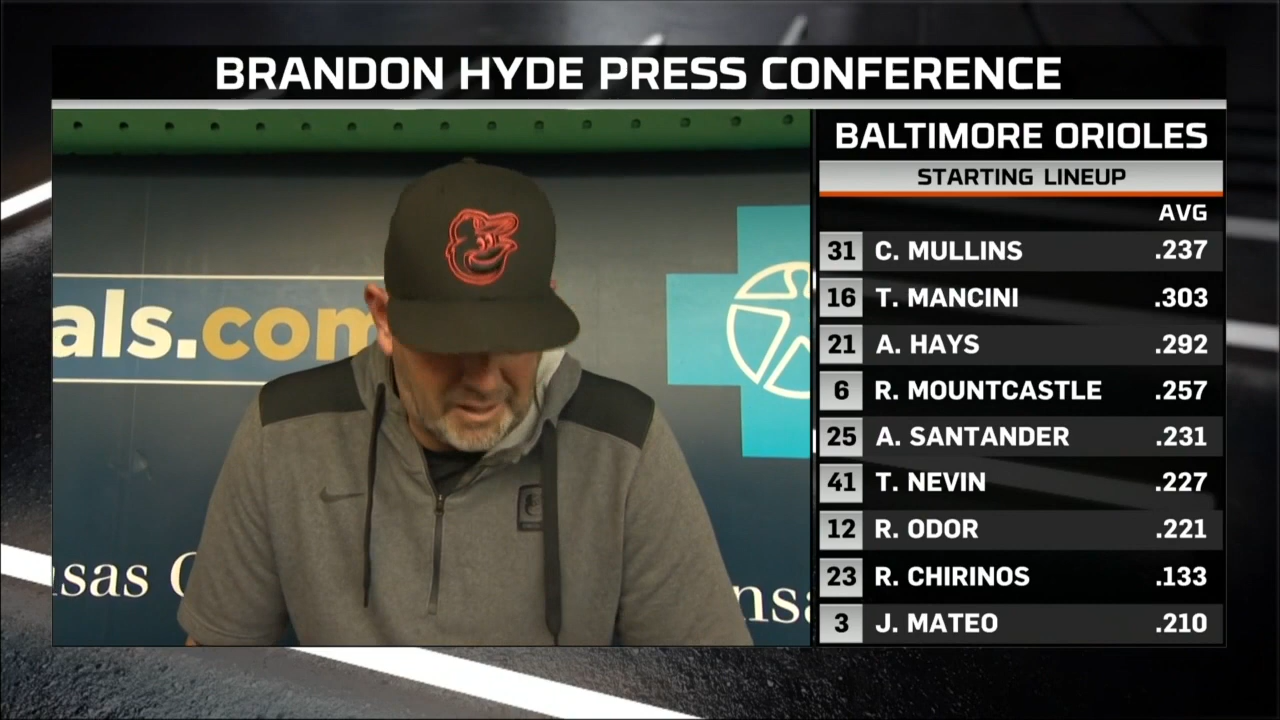 BRANDON HYDE PRESS CONFERENCE
als.com
nsas C
nsa
BALTIMORE ORIOLES
STARTING LINEUP
AVG
31 C. MULLINS .237
16 T. MANCINI .303
21 A. HAYS .292
6 R. MOUNTCASTLE .257
25 A. SANTANDER .231
41 T. NEVIN .227
12 R. ODOR .221
23 R. CHIRINOS .133
3 J. MATEO .210